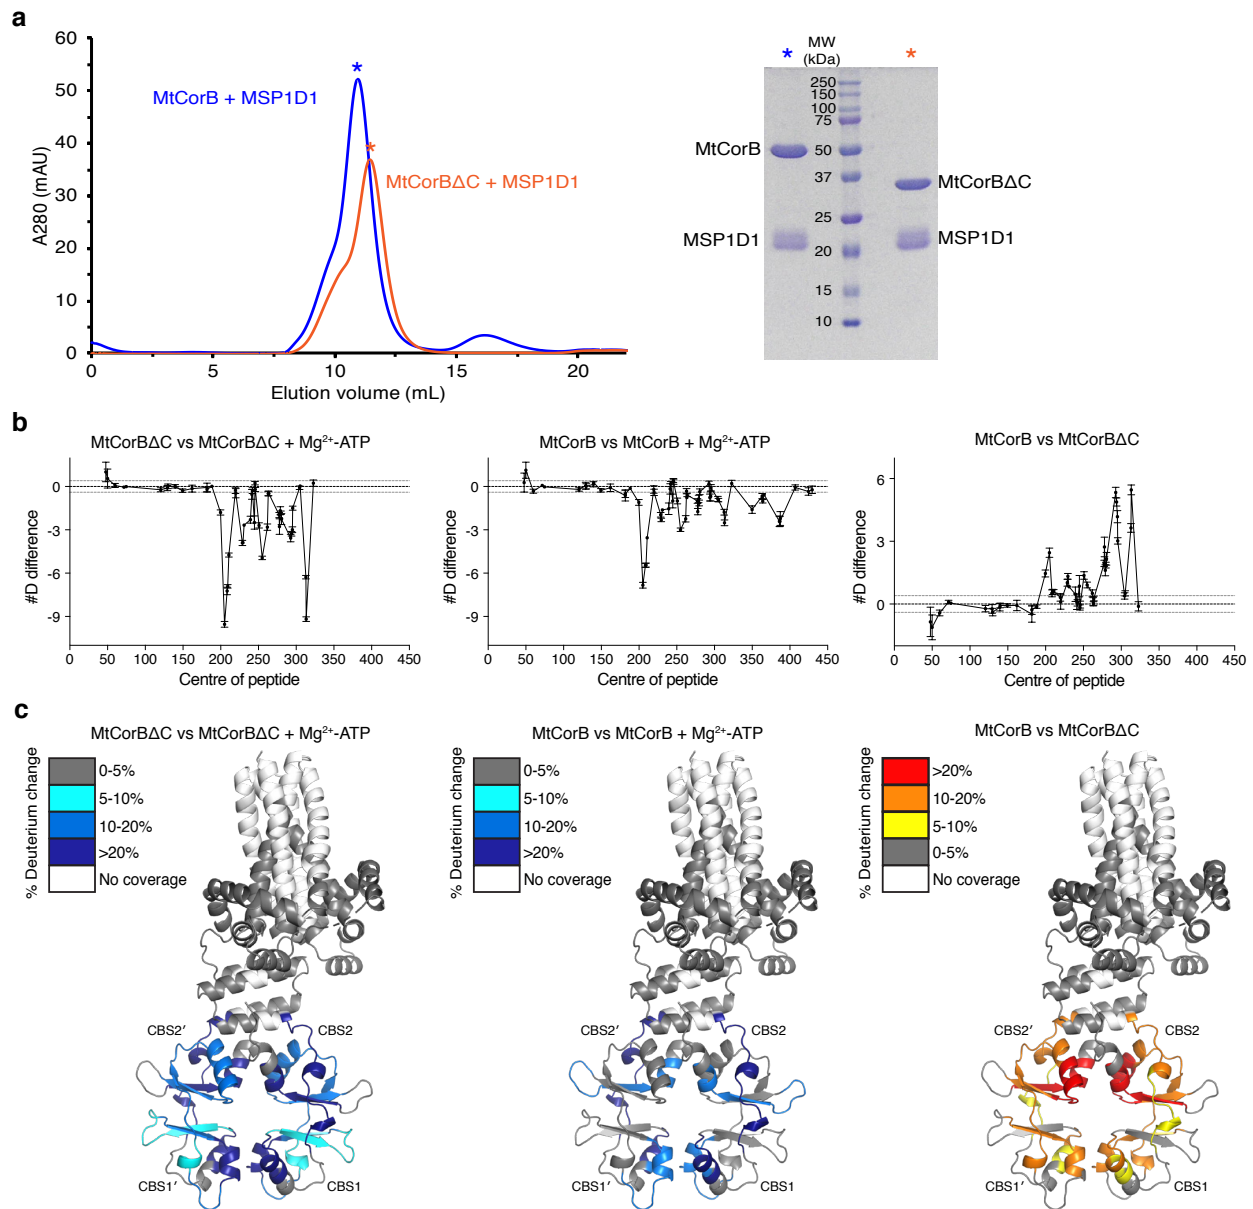 a
60
50
40
30
20
10
0
A280 (mAU)
0
5
10
15
20
Elution volume (mL)
*
MtCorB + MSP1D1
*
MtCorBΔC + MSP1D1
*
MW
(kDa)
*
250
150
100
75
50
37
25
20
15
10
MtCorB
MSP1D1
MtCorBΔC
MSP1D1
b
MtCorBΔC vs MtCorBΔC + Mg²⁺-ATP
#D difference
0
-3
-6
-9
0 50 100 150 200 250 300 350 400 450
Centre of peptide
MtCorB vs MtCorB + Mg²⁺-ATP
#D difference
0
-3
-6
-9
0 50 100 150 200 250 300 350 400 450
Centre of peptide
MtCorB vs MtCorBΔC
#D difference
6
3
0
0 50 100 150 200 250 300 350 400 450
Centre of peptide
c
MtCorBΔC vs MtCorBΔC + Mg²⁺-ATP
% Deuterium change
0-5%
5-10%
10-20%
>20%
No coverage
CBS2′
CBS2
CBS1′
CBS1
MtCorB vs MtCorB + Mg²⁺-ATP
% Deuterium change
0-5%
5-10%
10-20%
>20%
No coverage
CBS2′
CBS2
CBS1′
CBS1
MtCorB vs MtCorBΔC
% Deuterium change
>20%
10-20%
5-10%
0-5%
No coverage
CBS2′
CBS2
CBS1′
CBS1